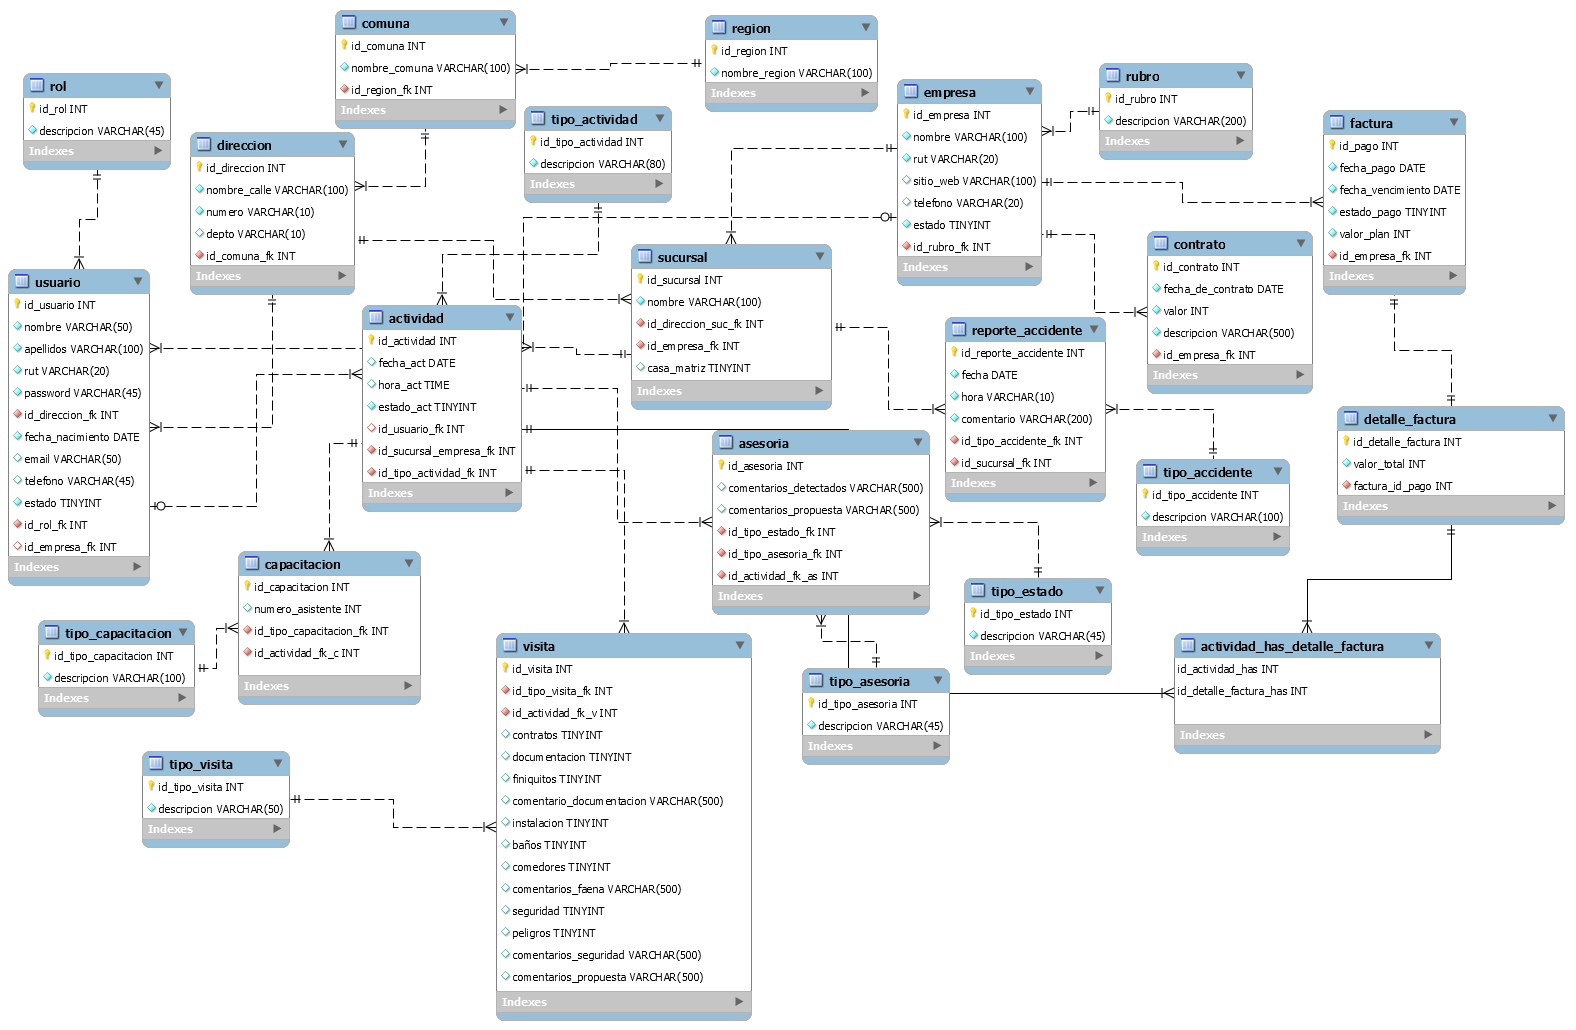 comuna
id_comuna INT
nombre_comuna VARCHAR(100)
id_region_fk INT
Indexes
region
id_region INT
nombre_region VARCHAR(100)
Indexes
rol
id_rol INT
descripcion VARCHAR(45)
Indexes
direccion
id_direccion INT
nombre_calle VARCHAR(100)
numero VARCHAR(10)
depto VARCHAR(10)
id_comuna_fk INT
Indexes
tipo_actividad
id_tipo_actividad INT
descripcion VARCHAR(80)
Indexes
empresa
id_empresa INT
nombre VARCHAR(100)
rut VARCHAR(20)
sitio_web VARCHAR(100)
telefono VARCHAR(20)
estado TINYINT
id_rubro_fk INT
Indexes
rubro
id_rubro INT
descripcion VARCHAR(200)
Indexes
factura
id_pago INT
fecha_pago DATE
fecha_vencimiento DATE
estado_pago TINYINT
valor_plan INT
id_empresa_fk INT
Indexes
usuario
id_usuario INT
nombre VARCHAR(50)
apellidos VARCHAR(100)
rut VARCHAR(20)
password VARCHAR(45)
id_direccion_fk INT
fecha_nacimiento DATE
email VARCHAR(50)
telefono VARCHAR(45)
estado TINYINT
id_rol_fk INT
id_empresa_fk INT
Indexes
actividad
id_actividad INT
fecha_act DATE
hora_act TIME
estado_act TINYINT
id_usuario_fk INT
id_sucursal_empresa_fk INT
id_tipo_actividad_fk INT
Indexes
sucursal
id_sucursal INT
nombre VARCHAR(100)
id_direccion_suc_fk INT
id_empresa_fk INT
casa_matriz TINYINT
Indexes
contrato
id_contrato INT
fecha_de_contrato DATE
valor INT
descripcion VARCHAR(500)
id_empresa_fk INT
Indexes
reporte_accidente
id_reporte_accidente INT
fecha DATE
hora VARCHAR(10)
comentario VARCHAR(200)
id_tipo_accidente_fk INT
id_sucursal_fk INT
Indexes
detalle_factura
id_detalle_factura INT
valor_total INT
factura_id_pago INT
Indexes
asesoria
id_asesoria INT
comentarios_detectados VARCHAR(500)
comentarios_propuesta VARCHAR(500)
id_tipo_estado_fk INT
id_tipo_asesoria_fk INT
id_actividad_fk_as INT
Indexes
tipo_accidente
id_tipo_accidente INT
descripcion VARCHAR(100)
Indexes
capacitacion
id_capacitacion INT
numero_asistente INT
id_tipo_capacitacion_fk INT
id_actividad_fk_c INT
Indexes
tipo_estado
id_tipo_estado INT
descripcion VARCHAR(45)
Indexes
tipo_capacitacion
id_tipo_capacitacion INT
descripcion VARCHAR(100)
Indexes
visita
id_visita INT
id_tipo_visita_fk INT
id_actividad_fk_v INT
contratos TINYINT
documentacion TINYINT
finiquitos TINYINT
comentario_documentacion VARCHAR(500)
instalacion TINYINT
baños TINYINT
comedores TINYINT
comentarios_faena VARCHAR(500)
seguridad TINYINT
peligros TINYINT
comentarios_seguridad VARCHAR(500)
comentarios_propuesta VARCHAR(500)
Indexes
actividad_has_detalle_factura
id_actividad_has INT
id_detalle_factura_has INT
Indexes
tipo_asesoria
id_tipo_asesoria INT
descripcion VARCHAR(45)
Indexes
tipo_visita
id_tipo_visita INT
descripcion VARCHAR(50)
Indexes